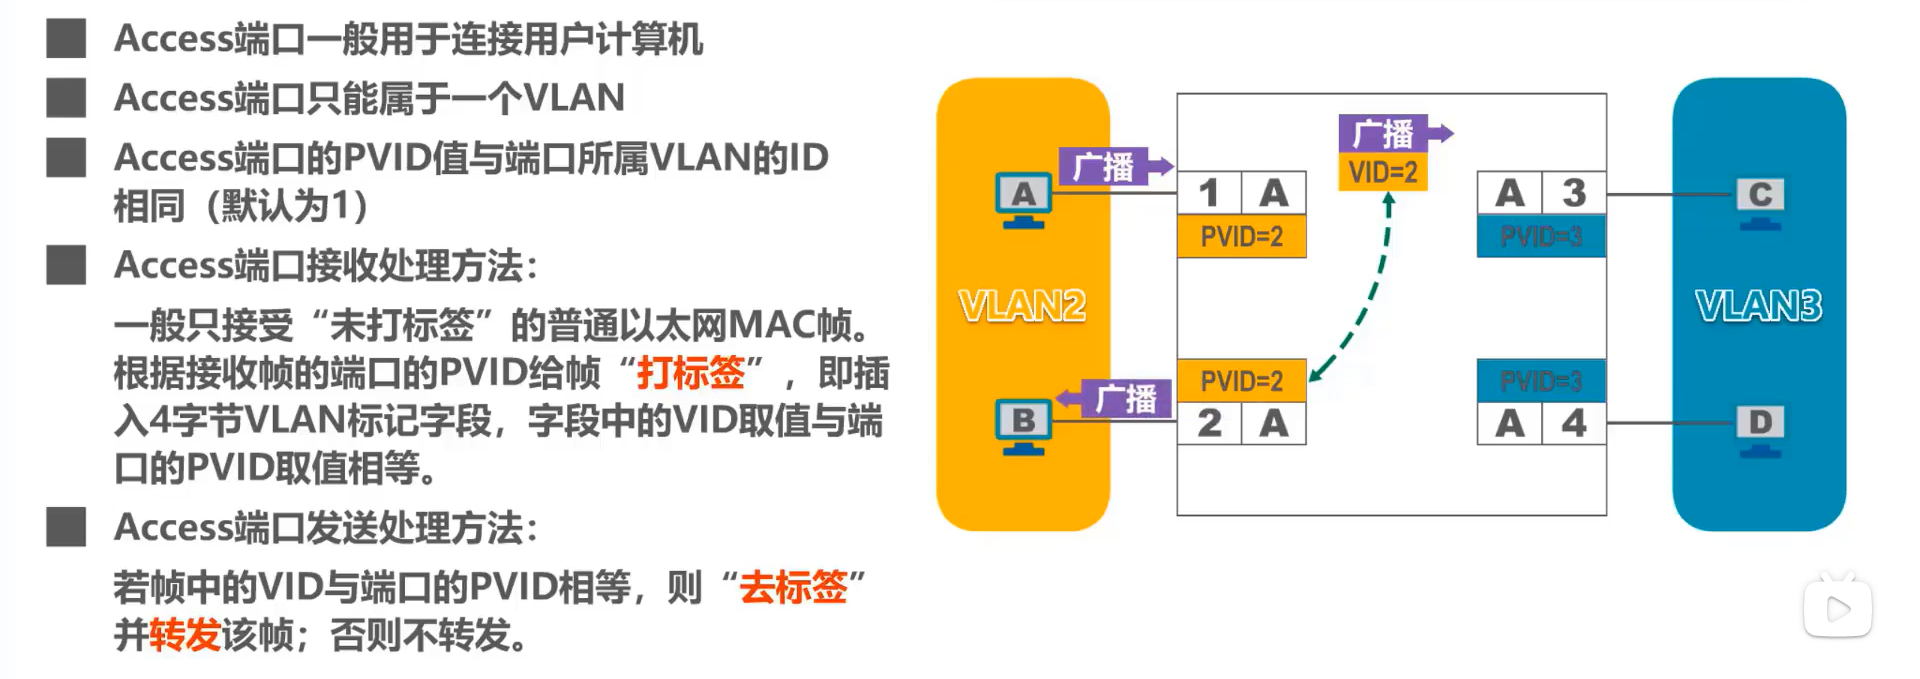 Access端口一般用于连接用户计算机
Access端口只能属于一个VLAN
Access端口的PVID值与端口所属VLAN的ID
相同（默认为1）
Access端口接收处理方法：
一般只接受“未打标签”的普通以太网MAC帧。
根据接收帧的端口的PVID给帧“打标签”，即插
入4字节VLAN标记字段，字段中的VID取值与端
口的PVID取值相等。
Access端口发送处理方法：
若帧中的VID与端口的PVID相等，则“去标签”
并转发该帧；否则不转发。
广播
VID=2
广播
A
1 A
PVID=2
A 3
PVID=3
C
VLAN2
VLAN3
PVID=2
2 A
广播
B
PVID=3
A 4
D